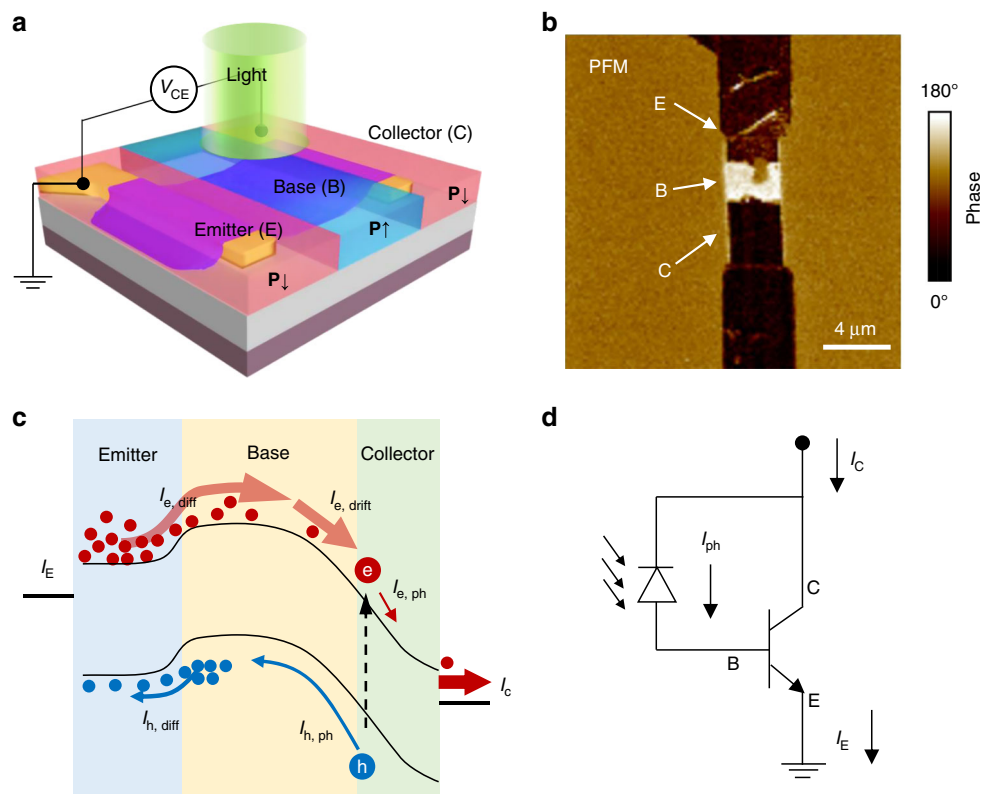 a
Light
V_CE
Collector (C)
Base (B)
P↓
Emitter (E)
P↑
P↓
b
PFM
E
B
C
4 μm
180°
Phase
0°
c
Emitter
Base
Collector
I_e, diff
I_e, drift
I_E
e
I_e, ph
I_c
I_h, diff
I_h, ph
h
d
I_C
I_ph
C
B
E
I_E